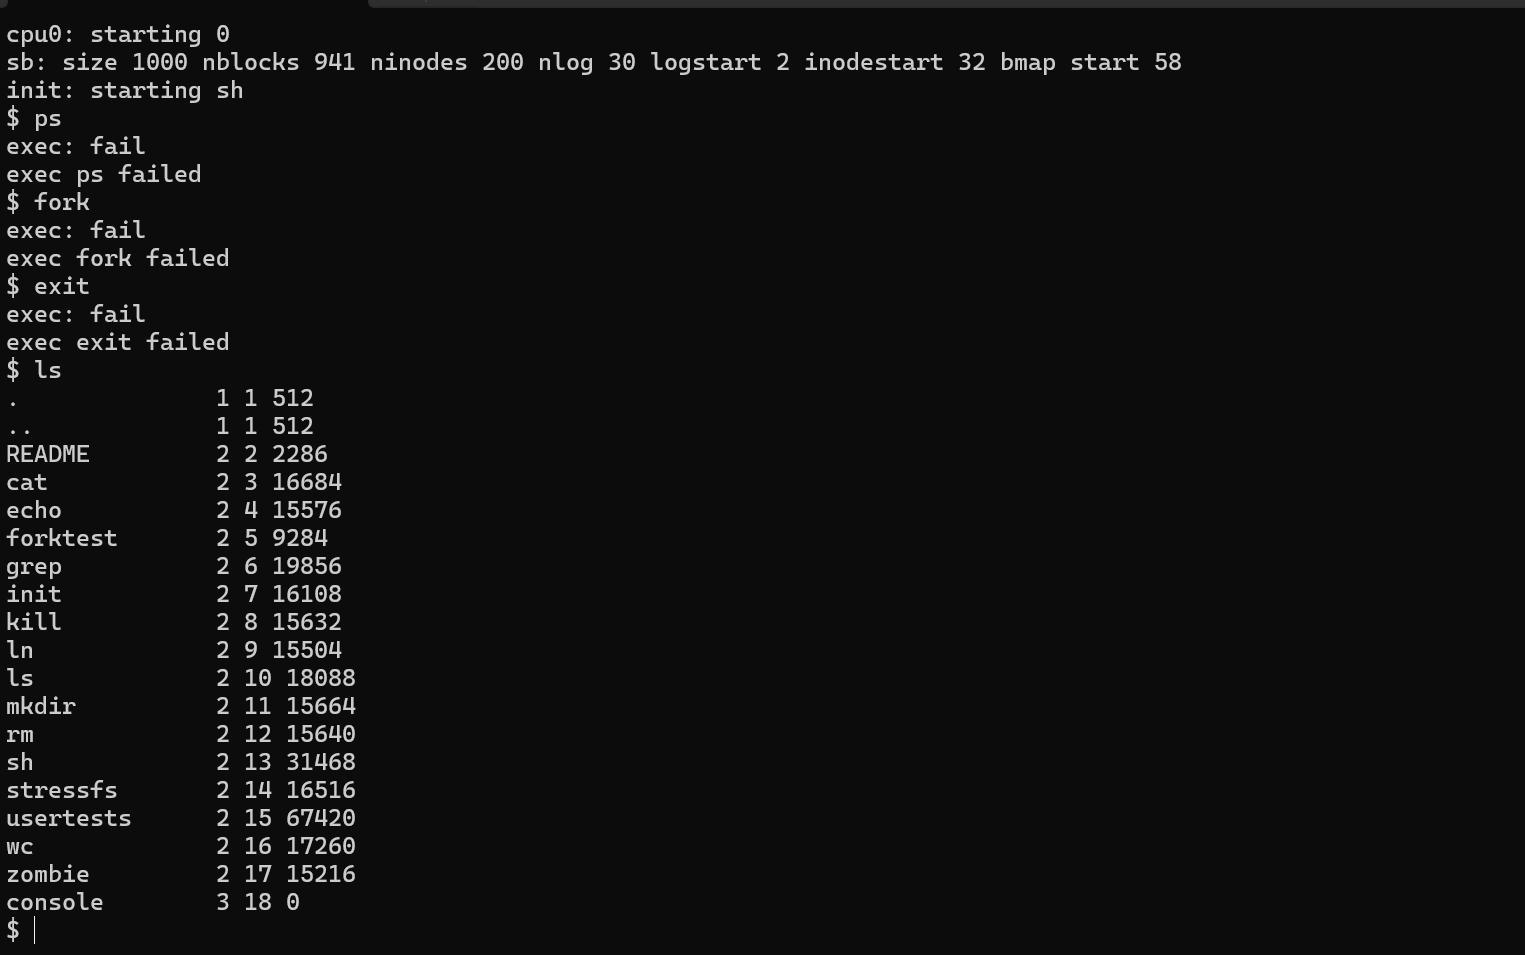 cpu0: starting 0
sb: size 1000 nblocks 941 ninodes 200 nlog 30 logstart 2 inodestart 32 bmap start 58
init: starting sh
$ ps
exec: fail
exec ps failed
$ fork
exec: fail
exec fork failed
$ exit
exec: fail
exec exit failed
$ ls
.              1 1 512
..             1 1 512
README         2 2 2286
cat            2 3 16684
echo           2 4 15576
forktest       2 5 9284
grep           2 6 19856
init           2 7 16108
kill           2 8 15632
ln             2 9 15504
ls             2 10 18088
mkdir          2 11 15664
rm             2 12 15640
sh             2 13 31468
stressfs       2 14 16516
usertests      2 15 67420
wc             2 16 17260
zombie         2 17 15216
console        3 18 0
$